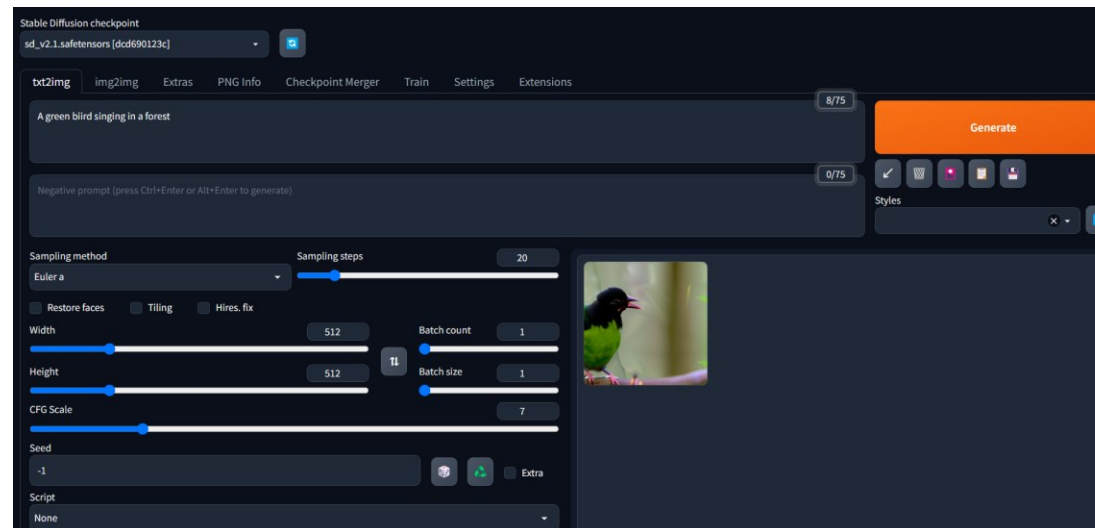 Stable Diffusion checkpoint
sd_v2.1.safetensors [dcd690123c]
txt2img img2img Extras PNG Info Checkpoint Merger Train Settings Extensions
8/75
A green biird singing in a forest
Generate
0/75
Negative prompt (press Ctrl+Enter or Alt+Enter to generate)
Styles
Sampling method
Euler a
Sampling steps
20
Restore faces Tiling Hires. fix
Width
512
Batch count
1
Height
512
Batch size
1
CFG Scale
7
Seed
-1
Extra
Script
None